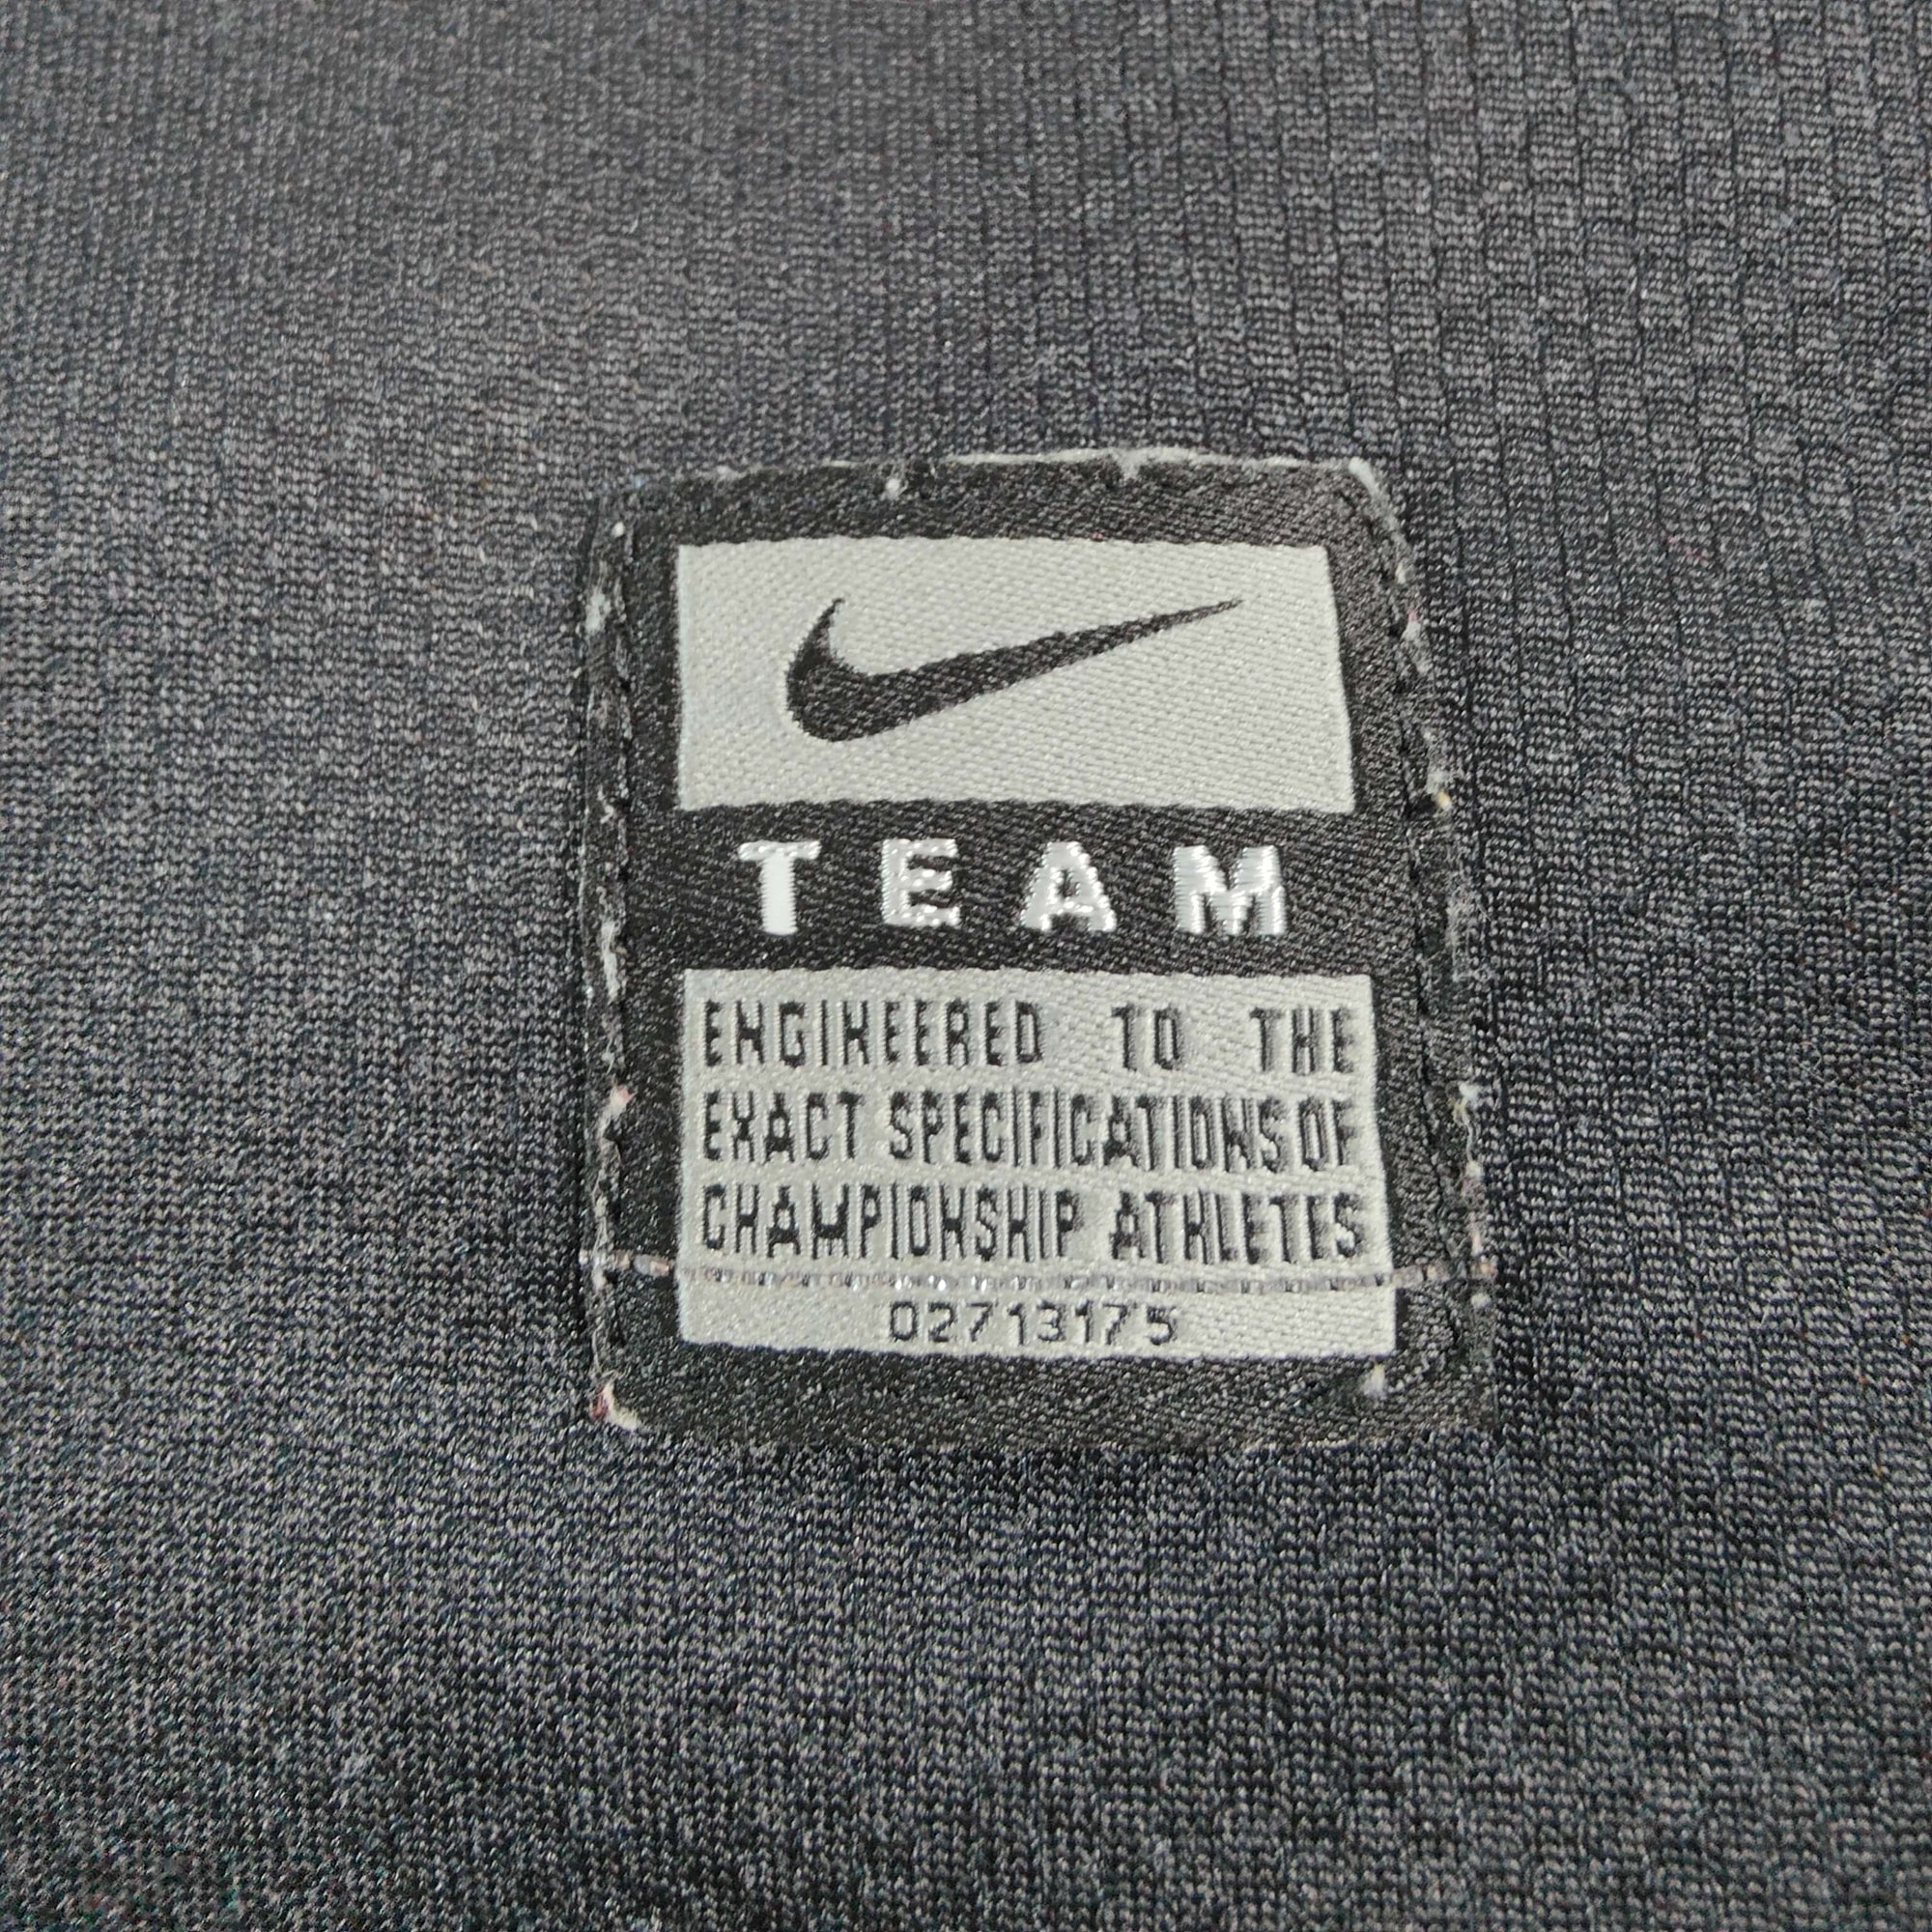 TEAM
ENGINEERED TO THE
EXACT SPECIFICATIONS OF
CHAMPIONSHIP ATHLETES
02713175